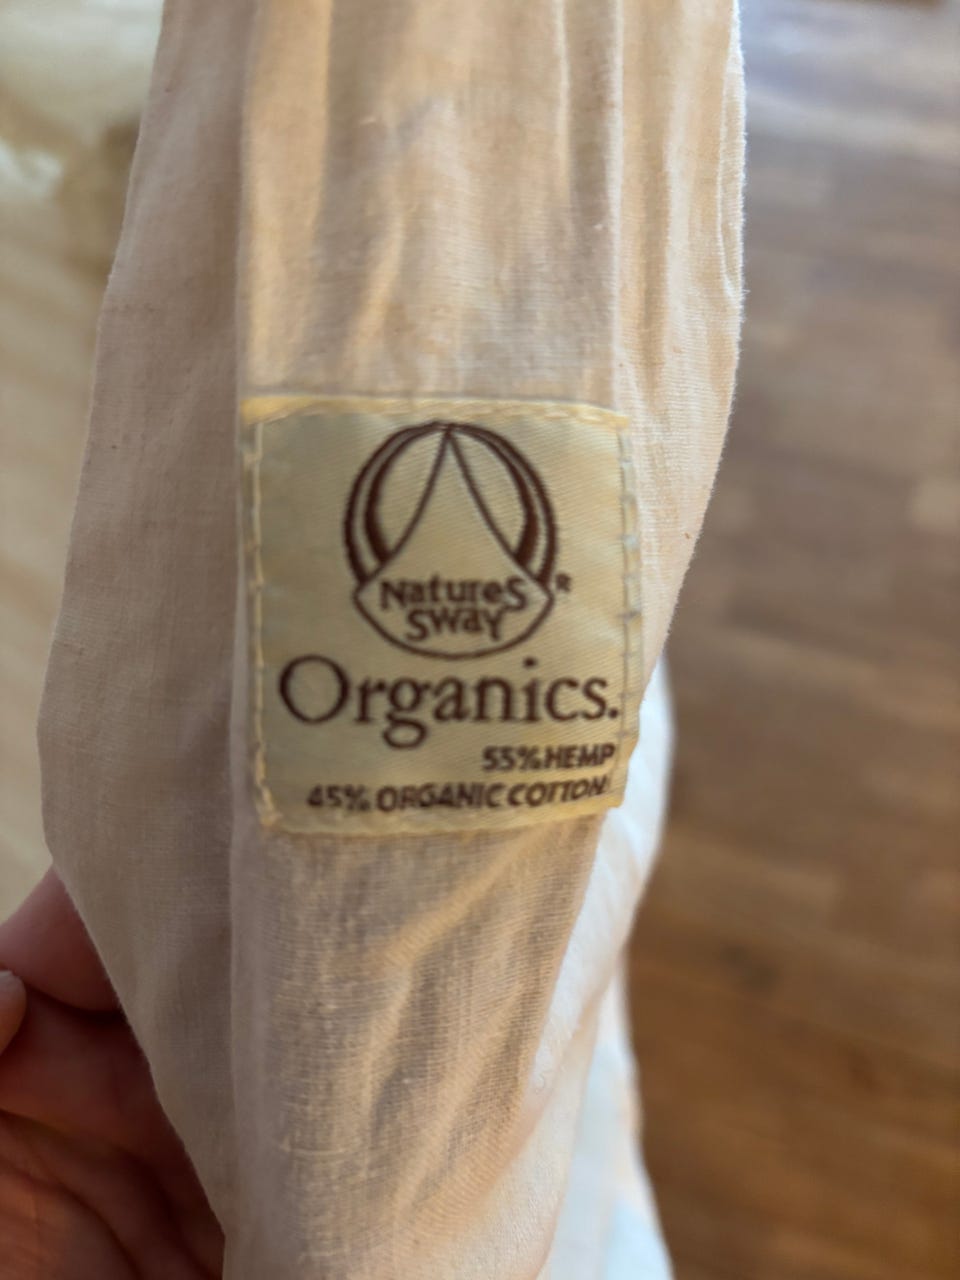 Natures
Sway
®
Organics.
55% HEMP
45% ORGANIC COTTON